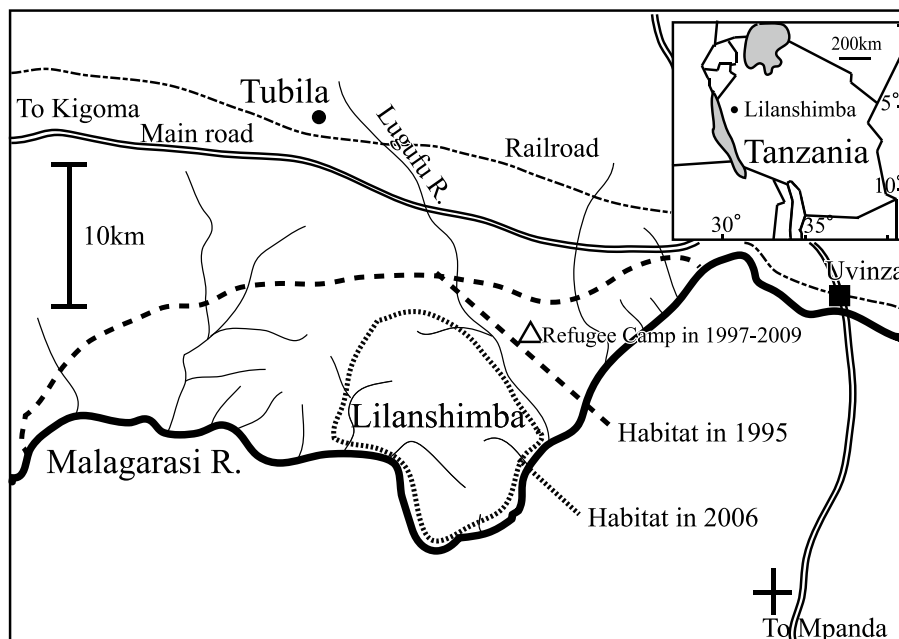 200km
Lilanshimba
5°
Tanzania
10°
30°
35°
Tubila
To Kigoma
Main road
Lugufu R.
Railroad
10km
Uvinza
Refugee Camp in 1997-2009
Lilanshimba
Habitat in 1995
Malagarasi R.
Habitat in 2006
To Mpanda